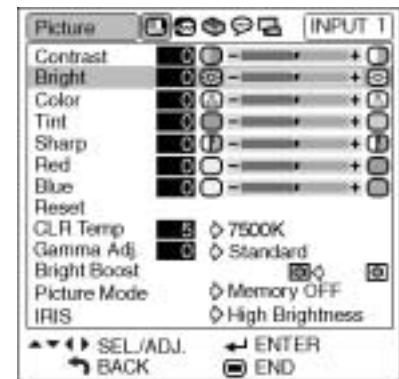 Picture INPUT 1
Contrast 0 - +
Bright 0 - +
Color 0 - +
Tint 0 - +
Sharp 0 - +
Red 0 - +
Blue 0 - +
Reset
CLR Temp 5 7500K
Gamma Adj 0 Standard
Bright Boost
Picture Mode Memory OFF
IRIS High Brightness
SEL./ADJ. ENTER
BACK END